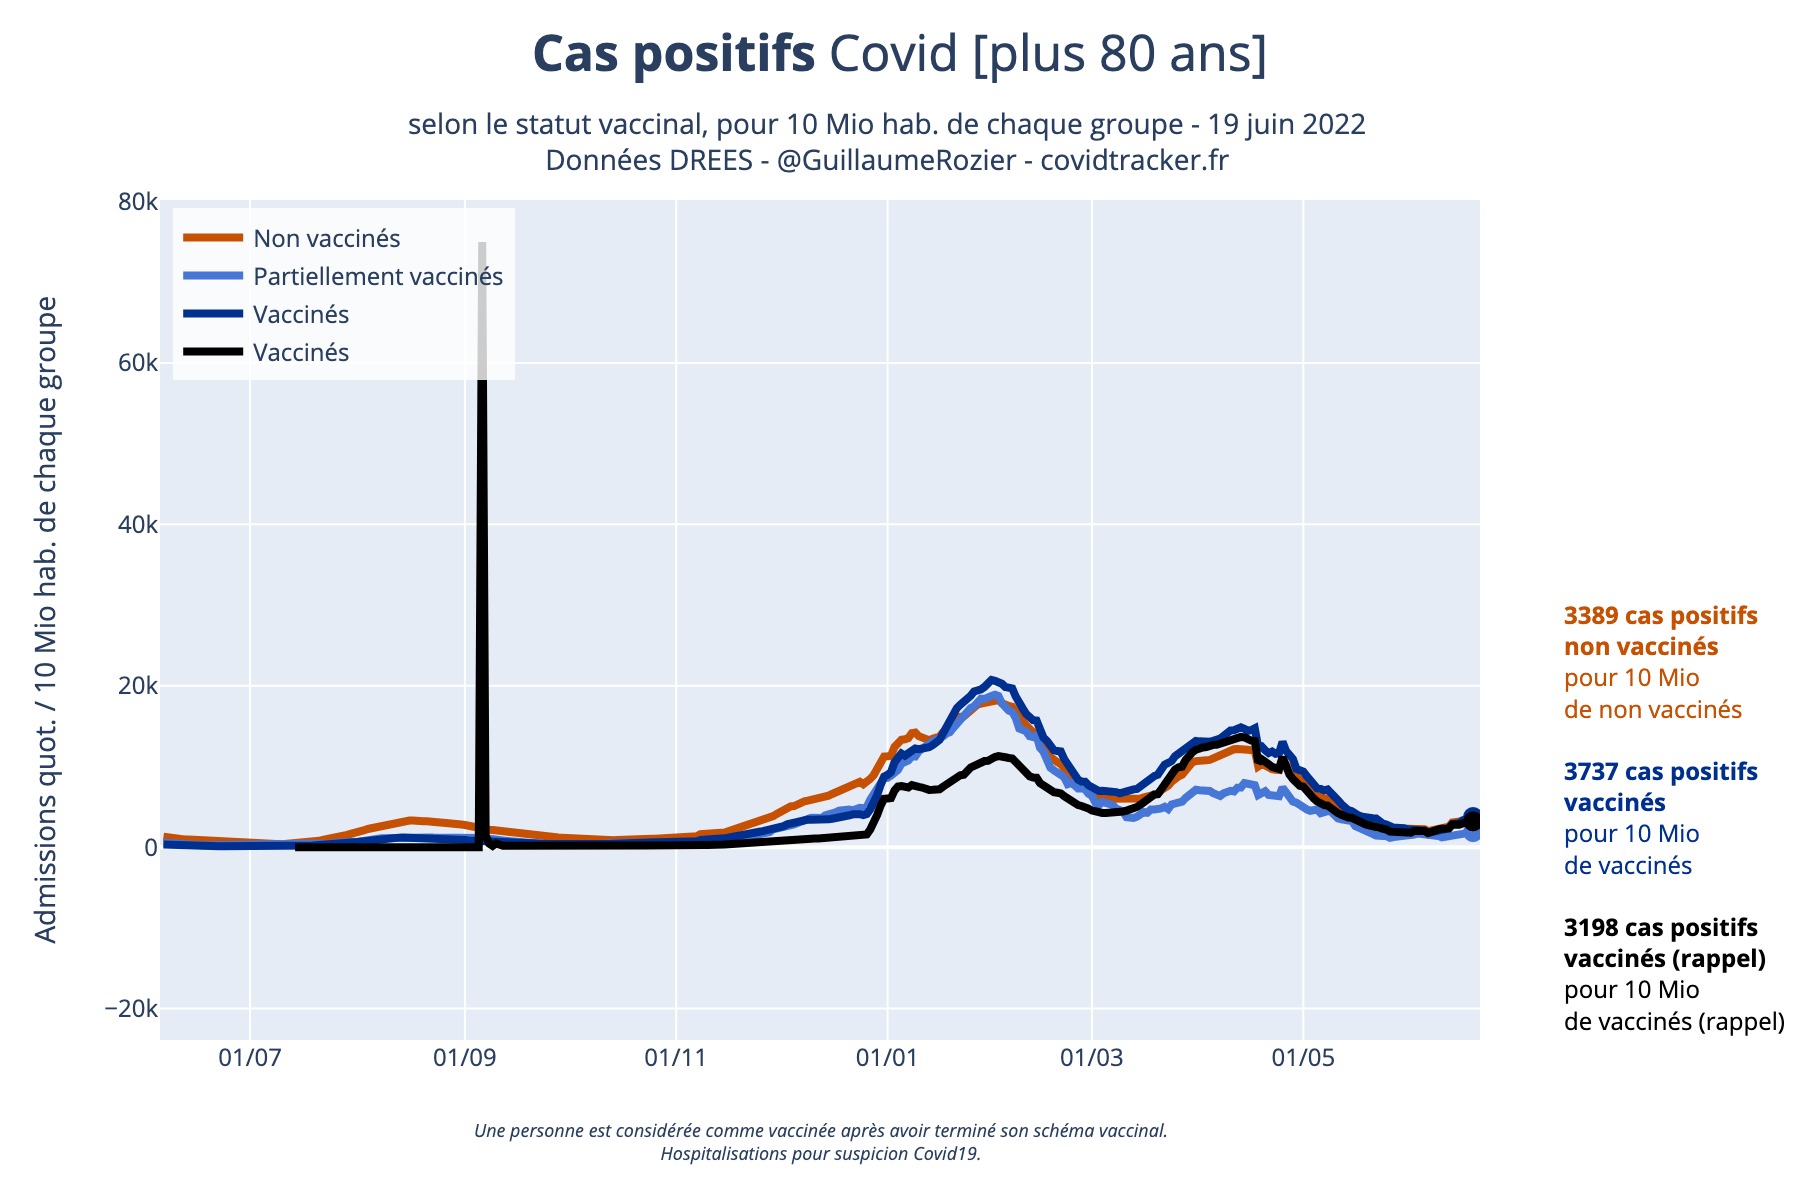 Cas positifs Covid [plus 80 ans]
selon le statut vaccinal, pour 10 Mio hab. de chaque groupe - 19 juin 2022
Données DREES - @GuillaumeRozier - covidtracker.fr
Admissions quot. / 10 Mio hab. de chaque groupe
80k
60k
40k
20k
0
−20k
Non vaccinés
Partiellement vaccinés
Vaccinés
Vaccinés
01/07
01/09
01/11
01/01
01/03
01/05
3389 cas positifs
non vaccinés
pour 10 Mio
de non vaccinés
3737 cas positifs
vaccinés
pour 10 Mio
de vaccinés
3198 cas positifs
vaccinés (rappel)
pour 10 Mio
de vaccinés (rappel)
Une personne est considérée comme vaccinée après avoir terminé son schéma vaccinal.
Hospitalisations pour suspicion Covid19.